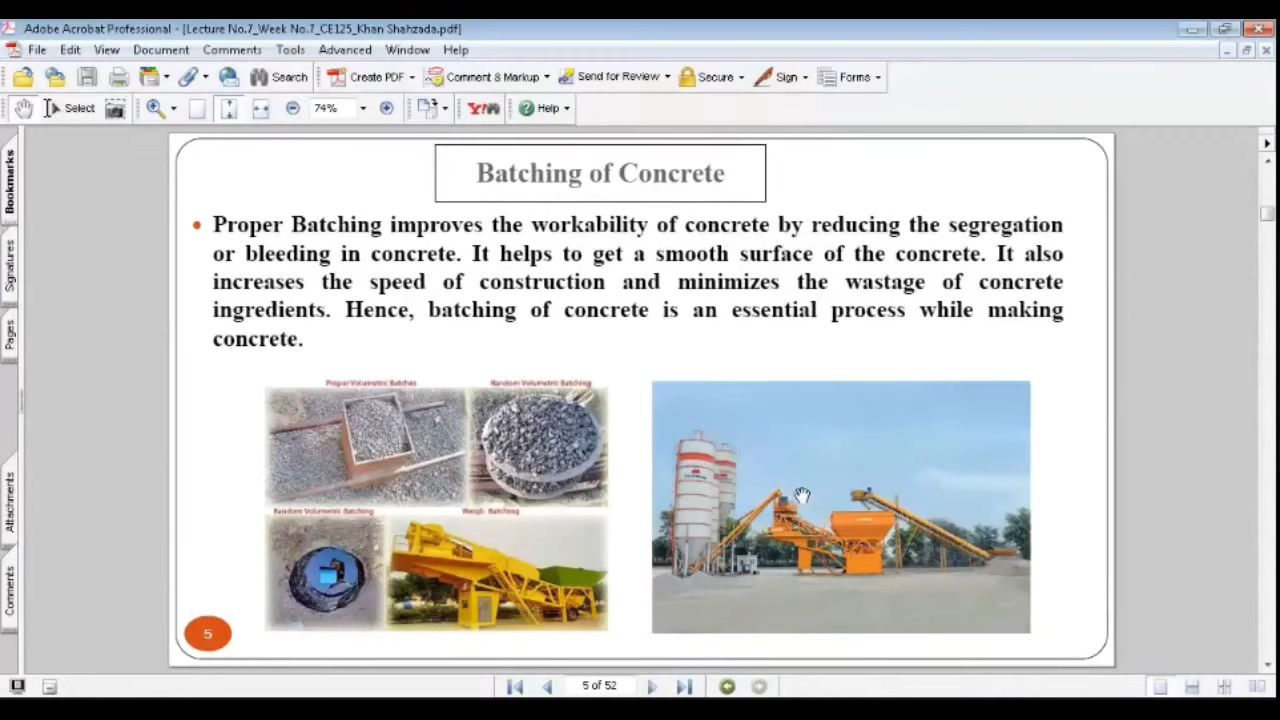 Adobe Acrobat Professional - [Lecture No.7_Week No.7_CE125_Khan Shahzada.pdf]
File Edit View Document Comments Tools Advanced Window Help
Search Create PDF Comment & Markup Send for Review Secure Sign Forms
Select 74% Y! Help
Bookmarks
Signatures
Pages
Attachments
Comments
Batching of Concrete
• Proper Batching improves the workability of concrete by reducing the segregation
or bleeding in concrete. It helps to get a smooth surface of the concrete. It also
increases the speed of construction and minimizes the wastage of concrete
ingredients. Hence, batching of concrete is an essential process while making
concrete.
Proper Volumetric Batches Random Volumetric Batching
Random Volumetric Batching Weigh Batching
5
5 of 52